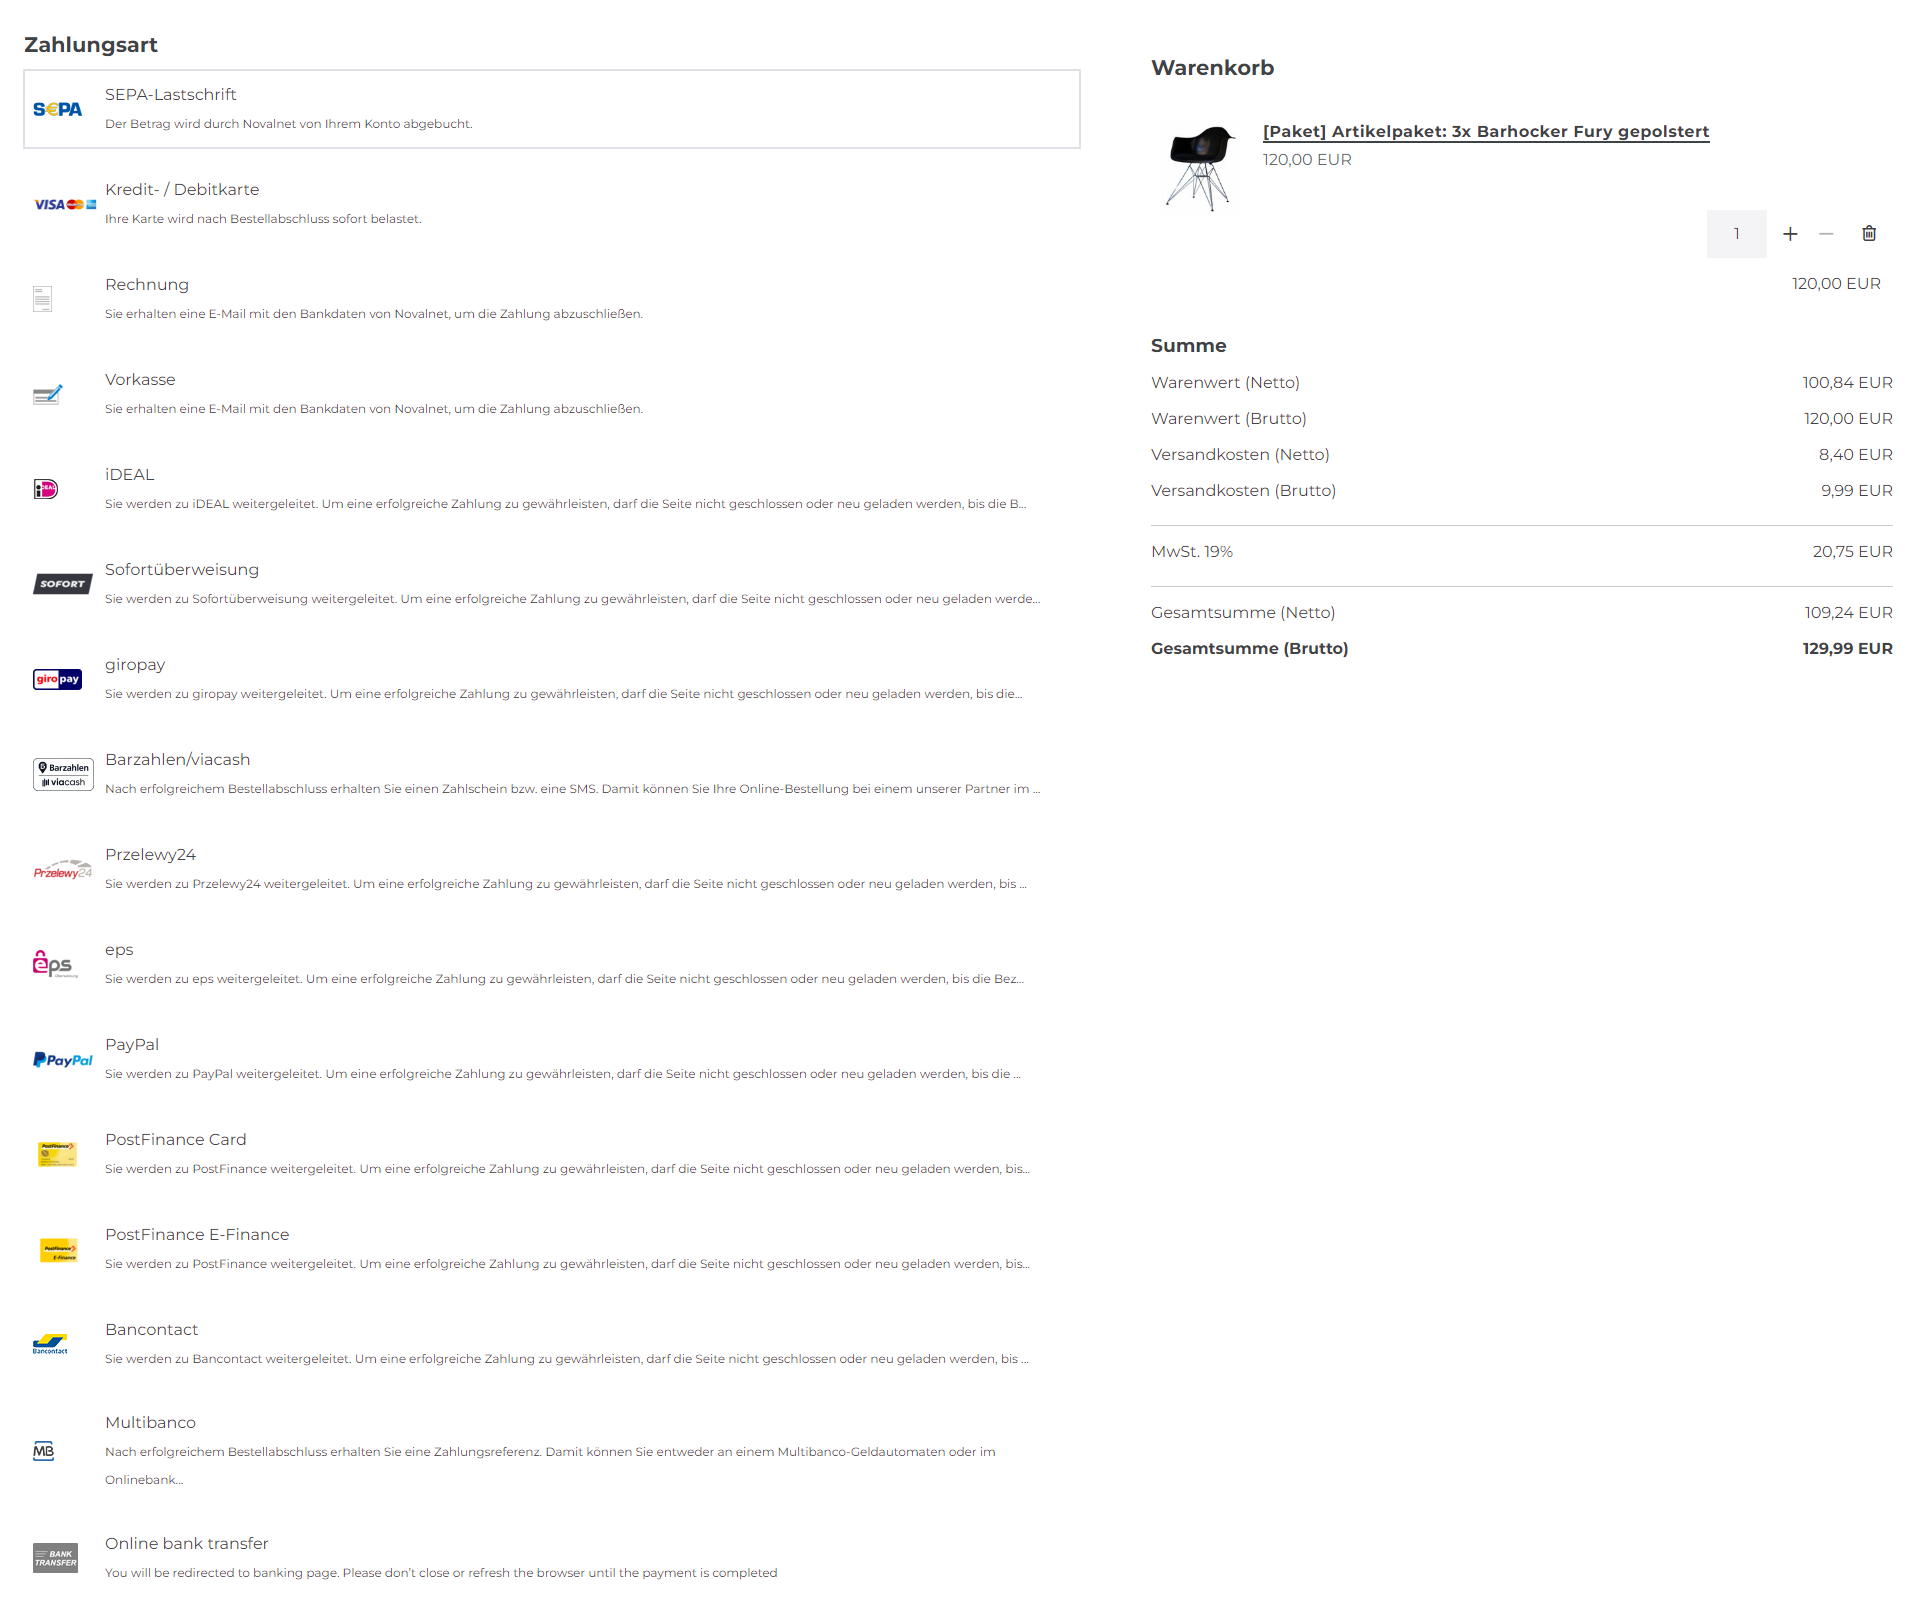 Zahlungsart
SEPA
SEPA-Lastschrift
Der Betrag wird durch Novalnet von Ihrem Konto abgebucht.
VISA
Kredit- / Debitkarte
Ihre Karte wird nach Bestellabschluss sofort belastet.
Rechnung
Sie erhalten eine E-Mail mit den Bankdaten von Novalnet, um die Zahlung abzuschließen.
Vorkasse
Sie erhalten eine E-Mail mit den Bankdaten von Novalnet, um die Zahlung abzuschließen.
iDEAL
iDEAL
Sie werden zu iDEAL weitergeleitet. Um eine erfolgreiche Zahlung zu gewährleisten, darf die Seite nicht geschlossen oder neu geladen werden, bis die B...
SOFORT
Sofortüberweisung
Sie werden zu Sofortüberweisung weitergeleitet. Um eine erfolgreiche Zahlung zu gewährleisten, darf die Seite nicht geschlossen oder neu geladen werde...
giropay
giropay
Sie werden zu giropay weitergeleitet. Um eine erfolgreiche Zahlung zu gewährleisten, darf die Seite nicht geschlossen oder neu geladen werden, bis die...
Barzahlen
viacash
Barzahlen/viacash
Nach erfolgreichem Bestellabschluss erhalten Sie einen Zahlschein bzw. eine SMS. Damit können Sie Ihre Online-Bestellung bei einem unserer Partner im ...
Przelewy24
Przelewy24
Sie werden zu Przelewy24 weitergeleitet. Um eine erfolgreiche Zahlung zu gewährleisten, darf die Seite nicht geschlossen oder neu geladen werden, bis ...
eps
eps
Sie werden zu eps weitergeleitet. Um eine erfolgreiche Zahlung zu gewährleisten, darf die Seite nicht geschlossen oder neu geladen werden, bis die Bez...
PayPal
PayPal
Sie werden zu PayPal weitergeleitet. Um eine erfolgreiche Zahlung zu gewährleisten, darf die Seite nicht geschlossen oder neu geladen werden, bis die ...
PostFinance
PostFinance Card
Sie werden zu PostFinance weitergeleitet. Um eine erfolgreiche Zahlung zu gewährleisten, darf die Seite nicht geschlossen oder neu geladen werden, bis...
PostFinance
E-Finance
PostFinance E-Finance
Sie werden zu PostFinance weitergeleitet. Um eine erfolgreiche Zahlung zu gewährleisten, darf die Seite nicht geschlossen oder neu geladen werden, bis...
Bancontact
Bancontact
Sie werden zu Bancontact weitergeleitet. Um eine erfolgreiche Zahlung zu gewährleisten, darf die Seite nicht geschlossen oder neu geladen werden, bis ...
MB
Multibanco
Nach erfolgreichem Bestellabschluss erhalten Sie eine Zahlungsreferenz. Damit können Sie entweder an einem Multibanco-Geldautomaten oder im
Onlinebank...
BANK
TRANSFER
Online bank transfer
You will be redirected to banking page. Please don't close or refresh the browser until the payment is completed
Warenkorb
[Paket] Artikelpaket: 3x Barhocker Fury gepolstert
120,00 EUR
1
120,00 EUR
Summe
Warenwert (Netto) 100,84 EUR
Warenwert (Brutto) 120,00 EUR
Versandkosten (Netto) 8,40 EUR
Versandkosten (Brutto) 9,99 EUR
MwSt. 19% 20,75 EUR
Gesamtsumme (Netto) 109,24 EUR
Gesamtsumme (Brutto) 129,99 EUR